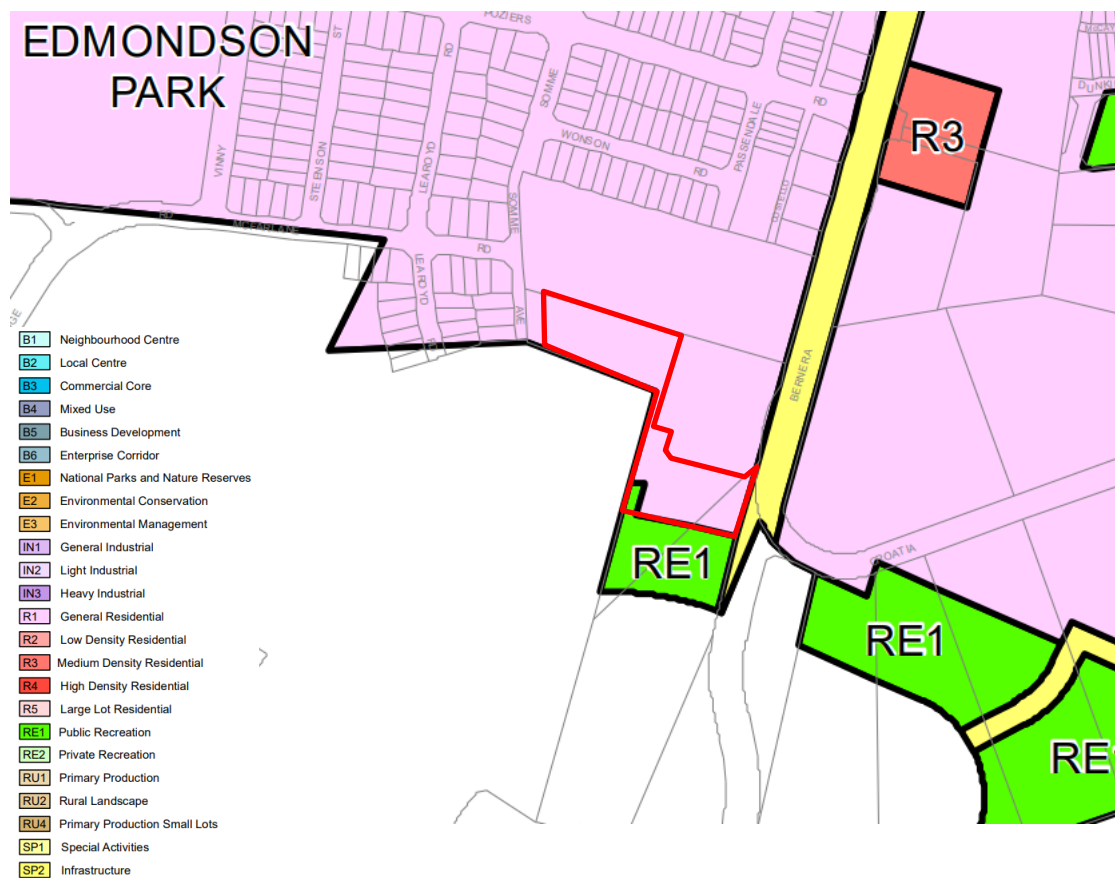 EDMONDSON
PARK
POZIERS
ST
RD
SOMME
WONSON
RD
PASSENDALE
RD
R3
VINNY
STEENSON
LEAROYD
SOMME
COSTELLO
RD
MCFARLANE
RD
LEAROYD
AVE
RD
BERNERA
CROATIA
RE1
RE1
B1 Neighbourhood Centre
B2 Local Centre
B3 Commercial Core
B4 Mixed Use
B5 Business Development
B6 Enterprise Corridor
E1 National Parks and Nature Reserves
E2 Environmental Conservation
E3 Environmental Management
IN1 General Industrial
IN2 Light Industrial
IN3 Heavy Industrial
R1 General Residential
R2 Low Density Residential
R3 Medium Density Residential
R4 High Density Residential
R5 Large Lot Residential
RE1 Public Recreation
RE2 Private Recreation
RU1 Primary Production
RU2 Rural Landscape
RU4 Primary Production Small Lots
SP1 Special Activities
SP2 Infrastructure